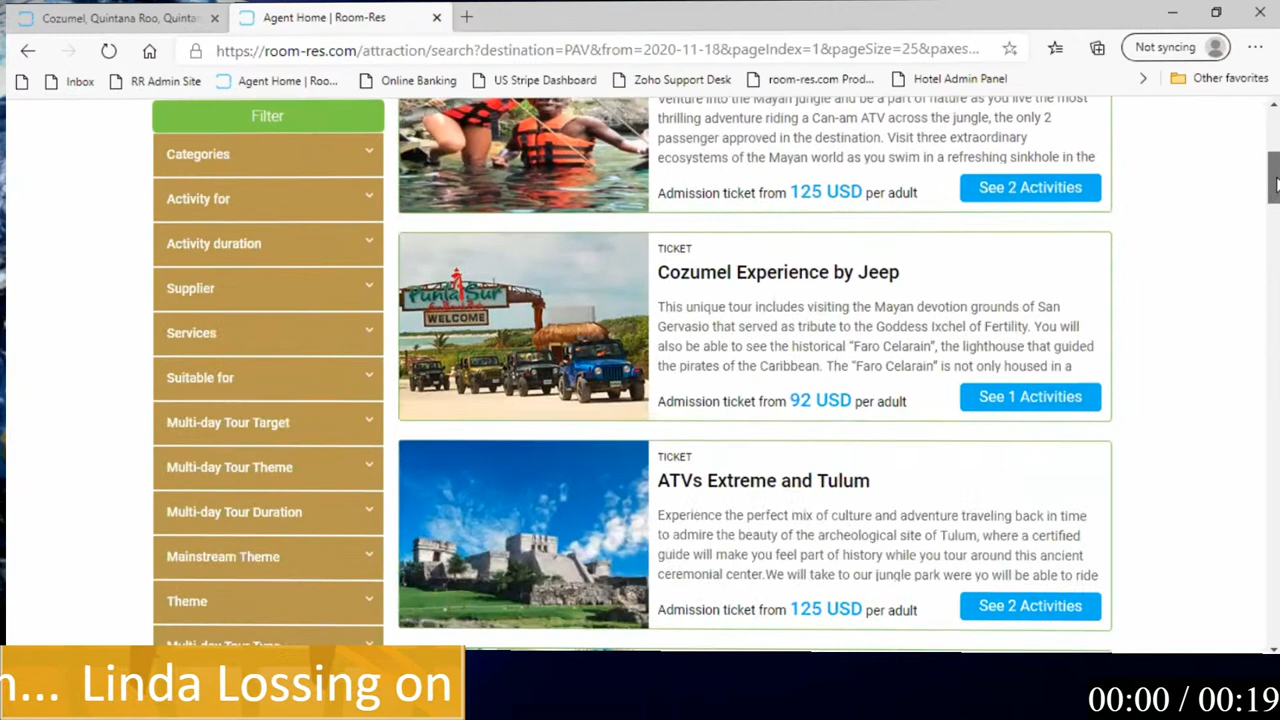 Cozumel, Quintana Roo, Quinta
Agent Home | Room-Res
https://room-res.com/attraction/search?destination=PAV&from=2020-11-18&pageIndex=1&pageSize=25&paxes...
Not syncing
Inbox
RR Admin Site
Agent Home | Roo...
Online Banking
US Stripe Dashboard
Zoho Support Desk
room-res.com Prod...
Hotel Admin Panel
Other favorites
Filter
Categories
Activity for
Activity duration
Supplier
Services
Suitable for
Multi-day Tour Target
Multi-day Tour Theme
Multi-day Tour Duration
Mainstream Theme
Theme
Multi-day Tour Type
venture into the Mayan jungle and be a part of nature as you live the most
thrilling adventure riding a Can-am ATV across the jungle, the only 2
passenger approved in the destination. Visit three extraordinary
ecosystems of the Mayan world as you swim in a refreshing sinkhole in the
Admission ticket from 125 USD per adult
See 2 Activities
Punta Sur
WELCOME
TICKET
Cozumel Experience by Jeep
This unique tour includes visiting the Mayan devotion grounds of San
Gervasio that served as tribute to the Goddess Ixchel of Fertility. You will
also be able to see the historical “Faro Celarain”, the lighthouse that guided
the pirates of the Caribbean. The “Faro Celarain” is not only housed in a
Admission ticket from 92 USD per adult
See 1 Activities
TICKET
ATVs Extreme and Tulum
Experience the perfect mix of culture and adventure traveling back in time
to admire the beauty of the archeological site of Tulum, where a certified
guide will make you feel part of history while you tour around this ancient
ceremonial center.We will take to our jungle park were yo will be able to ride
Admission ticket from 125 USD per adult
See 2 Activities
... Linda Lossing on
00:00 / 00:19